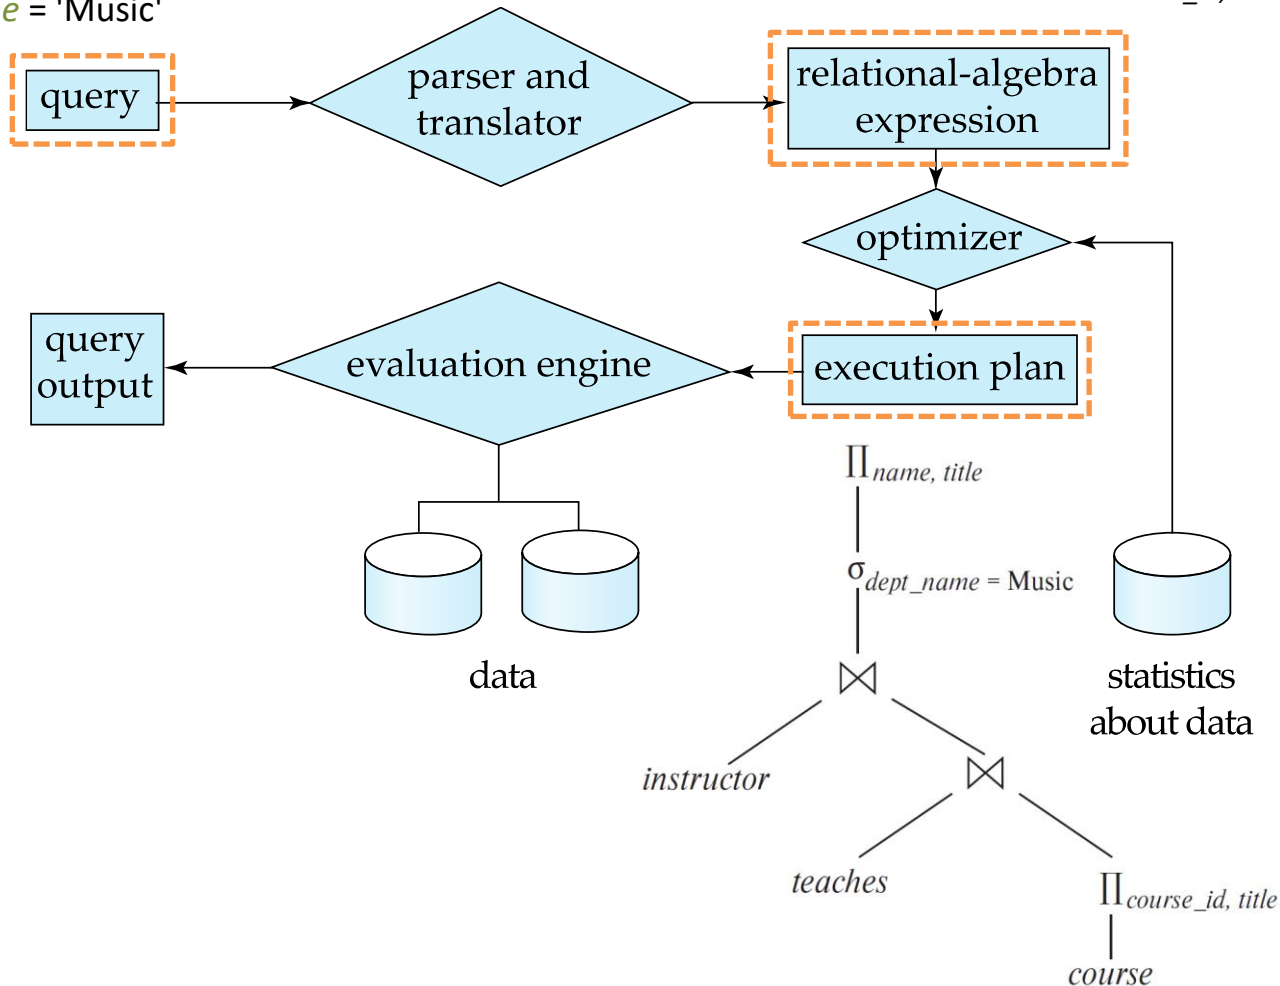 e = 'Music'
query
parser and
translator
relational-algebra
expression
optimizer
query
output
evaluation engine
execution plan
∏name, title
σdept_name = Music
⋈
data
statistics
about data
instructor
⋈
teaches
∏course_id, title
course